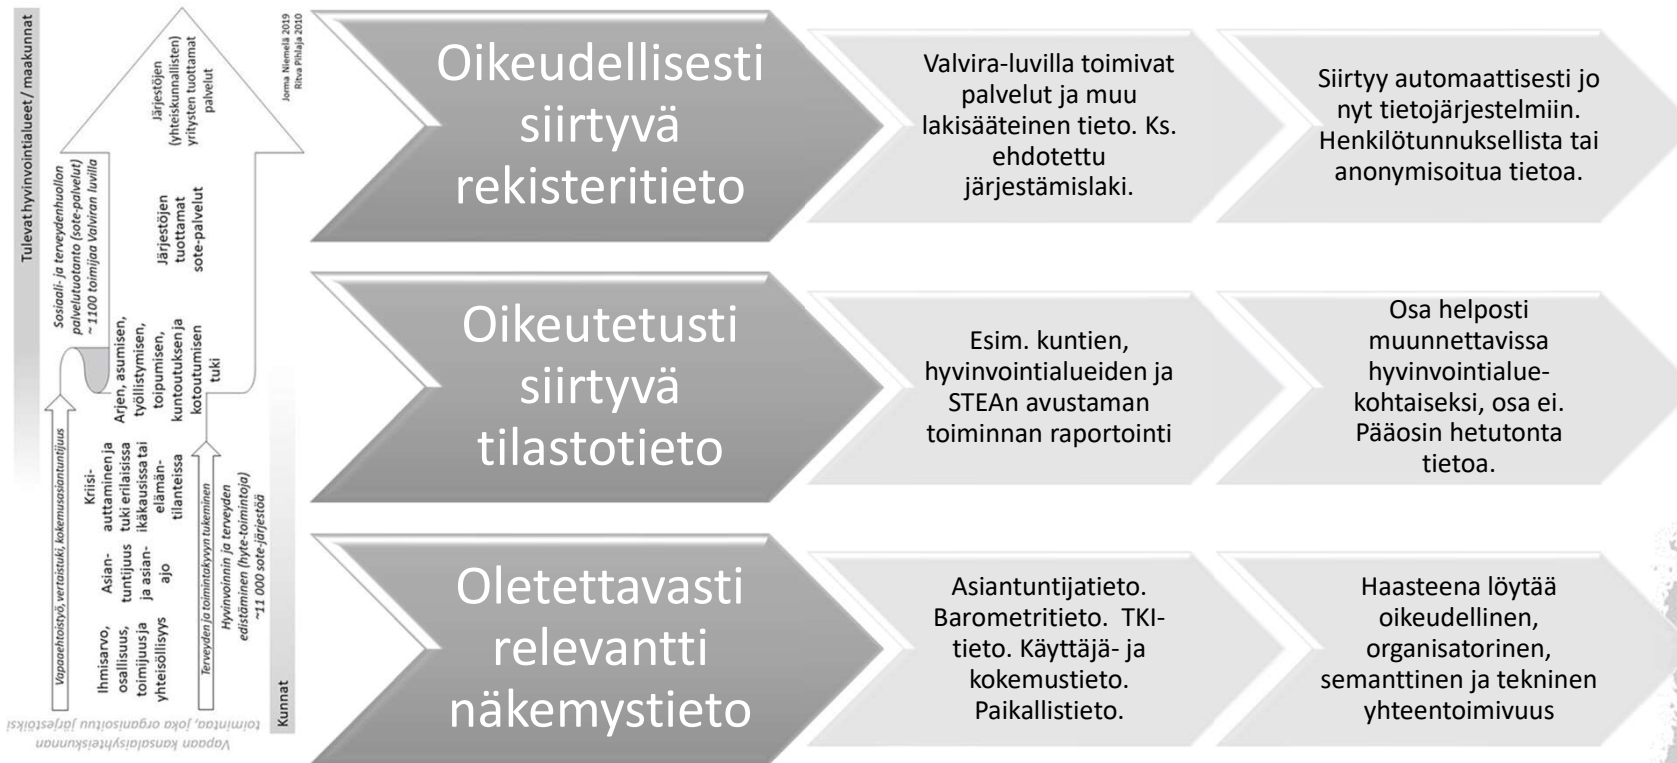 Tulevat hyvinvointialueet / maakunnat
Kunnat
Jorma Niemelä 2019
Ritva Pihlaja 2010
Järjestöjen
(yhteiskunnallisten)
yritysten tuottamat
palvelut
Sosiaali- ja terveydenhuollon
palvelutuotanto (sote-palvelut)
~ 1100 toimijaa Valviran luvilla
Järjestöjen
tuottamat
sote-palvelut
Arjen, asumisen,
työllistymisen,
toipumisen,
kuntoutuksen ja
kotoutumisen
tuki
Vapaaehtoistyö, vertaistuki, kokemusasiantuntijuus
Kriisi-
auttaminen ja
tuki erilaisissa
ikäkausissa tai
elämän-
tilanteissa
Asian-
tuntijuus
ja asian-
ajo
Ihmisarvo,
osallisuus,
toimijuus ja
yhteisöllisyys
Terveyden ja toimintakyvyn tukeminen
Hyvinvoinnin ja terveyden
edistäminen (hyte-toimintoja)
~11 000 sote-järjestöä
Vapaan kansalaisyhteiskunnan
toimintaa, joka organisoituu järjestöiksi
Oikeudellisesti
siirtyvä
rekisteritieto
Valvira-luvilla toimivat
palvelut ja muu
lakisääteinen tieto. Ks.
ehdotettu
järjestämislaki.
Siirtyy automaattisesti jo
nyt tietojärjestelmiin.
Henkilötunnuksellista tai
anonymisoitua tietoa.
Oikeutetusti
siirtyvä
tilastotieto
Esim. kuntien,
hyvinvointialueiden ja
STEAn avustaman
toiminnan raportointi
Osa helposti
muunnettavissa
hyvinvointialue-
kohtaiseksi, osa ei.
Pääosin hetutonta
tietoa.
Oletettavasti
relevantti
näkemystieto
Asiantuntijatieto.
Barometritieto. TKI-
tieto. Käyttäjä- ja
kokemustieto.
Paikallistieto.
Haasteena löytää
oikeudellinen,
organisatorinen,
semanttinen ja tekninen
yhteentoimivuus